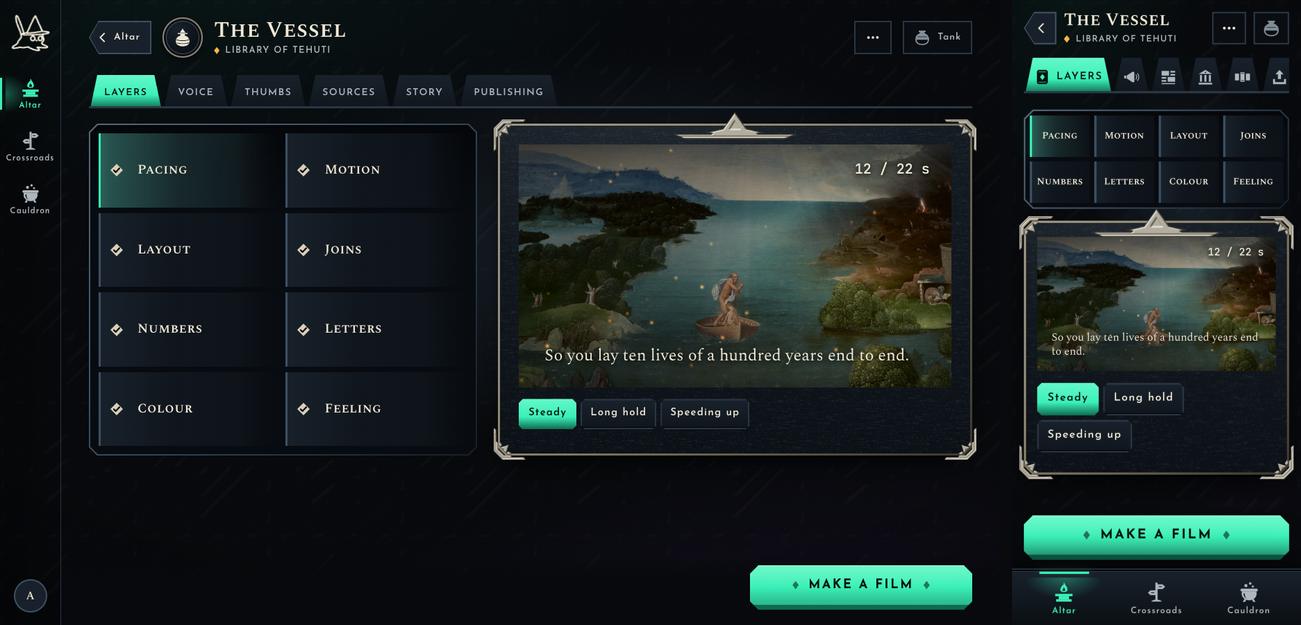 Altar
THE VESSEL
LIBRARY OF TEHUTI
...
Tank
LAYERS
VOICE
THUMBS
SOURCES
STORY
PUBLISHING
Altar
Crossroads
Cauldron
PACING
MOTION
LAYOUT
JOINS
NUMBERS
LETTERS
COLOUR
FEELING
12 / 22 s
So you lay ten lives of a hundred years end to end.
Steady
Long hold
Speeding up
MAKE A FILM
A
THE VESSEL
LIBRARY OF TEHUTI
...
LAYERS
PACING
MOTION
LAYOUT
JOINS
NUMBERS
LETTERS
COLOUR
FEELING
12 / 22 s
So you lay ten lives of a hundred years end
to end.
Steady
Long hold
Speeding up
MAKE A FILM
Altar
Crossroads
Cauldron